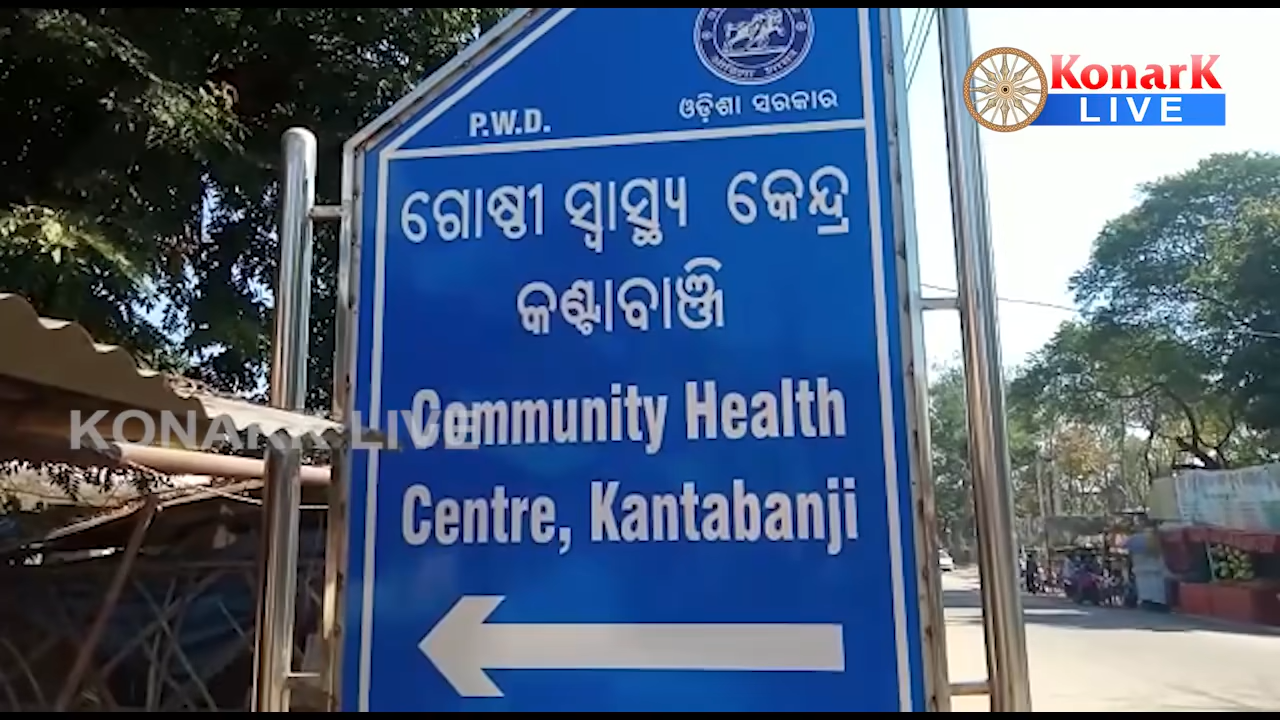 KonarK
LIVE
ଓଡ଼ିଶା ସରକାର
P.W.D.
ଗୋଷ୍ଠୀ ସ୍ୱାସ୍ଥ୍ୟ କେନ୍ଦ୍ର
କଣ୍ଟାବାଞ୍ଜି
Community Health
Centre, Kantabanji
KONARK LIVE